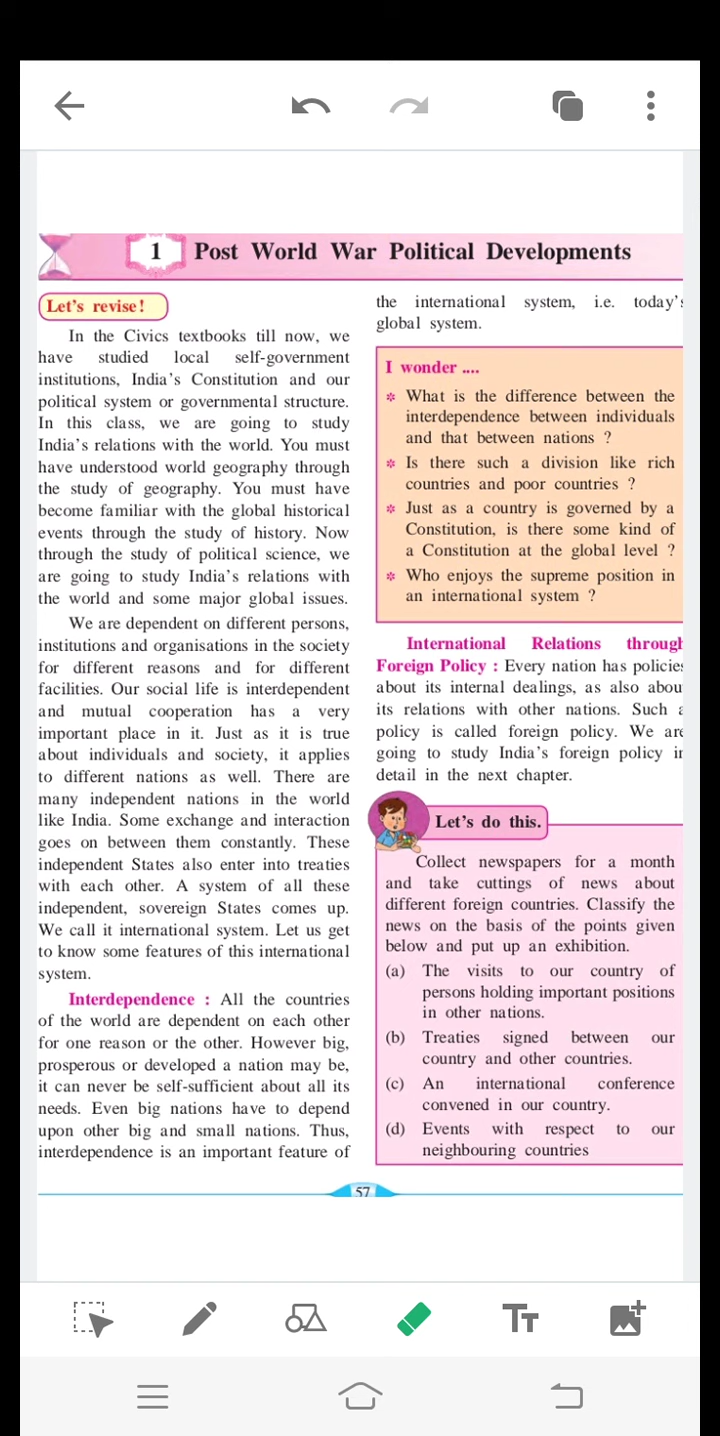 1 Post World War Political Developments
Let's revise!
In the Civics textbooks till now, we
have studied local self-government
institutions, India's Constitution and our
political system or governmental structure.
In this class, we are going to study
India's relations with the world. You must
have understood world geography through
the study of geography. You must have
become familiar with the global historical
events through the study of history. Now
through the study of political science, we
are going to study India's relations with
the world and some major global issues.
We are dependent on different persons,
institutions and organisations in the society
for different reasons and for different
facilities. Our social life is interdependent
and mutual cooperation has a very
important place in it. Just as it is true
about individuals and society, it applies
to different nations as well. There are
many independent nations in the world
like India. Some exchange and interaction
goes on between them constantly. These
independent States also enter into treaties
with each other. A system of all these
independent, sovereign States comes up.
We call it international system. Let us get
to know some features of this international
system.
Interdependence : All the countries
of the world are dependent on each other
for one reason or the other. However big,
prosperous or developed a nation may be,
it can never be self-sufficient about all its
needs. Even big nations have to depend
upon other big and small nations. Thus,
interdependence is an important feature of
the international system, i.e. today's
global system.
I wonder ....
* What is the difference between the
interdependence between individuals
and that between nations ?
* Is there such a division like rich
countries and poor countries ?
* Just as a country is governed by a
Constitution, is there some kind of
a Constitution at the global level ?
* Who enjoys the supreme position in
an international system ?
International Relations through
Foreign Policy : Every nation has policies
about its internal dealings, as also abou
its relations with other nations. Such a
policy is called foreign policy. We are
going to study India's foreign policy in
detail in the next chapter.
Let's do this.
Collect newspapers for a month
and take cuttings of news about
different foreign countries. Classify the
news on the basis of the points given
below and put up an exhibition.
(a) The visits to our country of
persons holding important positions
in other nations.
(b) Treaties signed between our
country and other countries.
(c) An international conference
convened in our country.
(d) Events with respect to our
neighbouring countries
57
TT